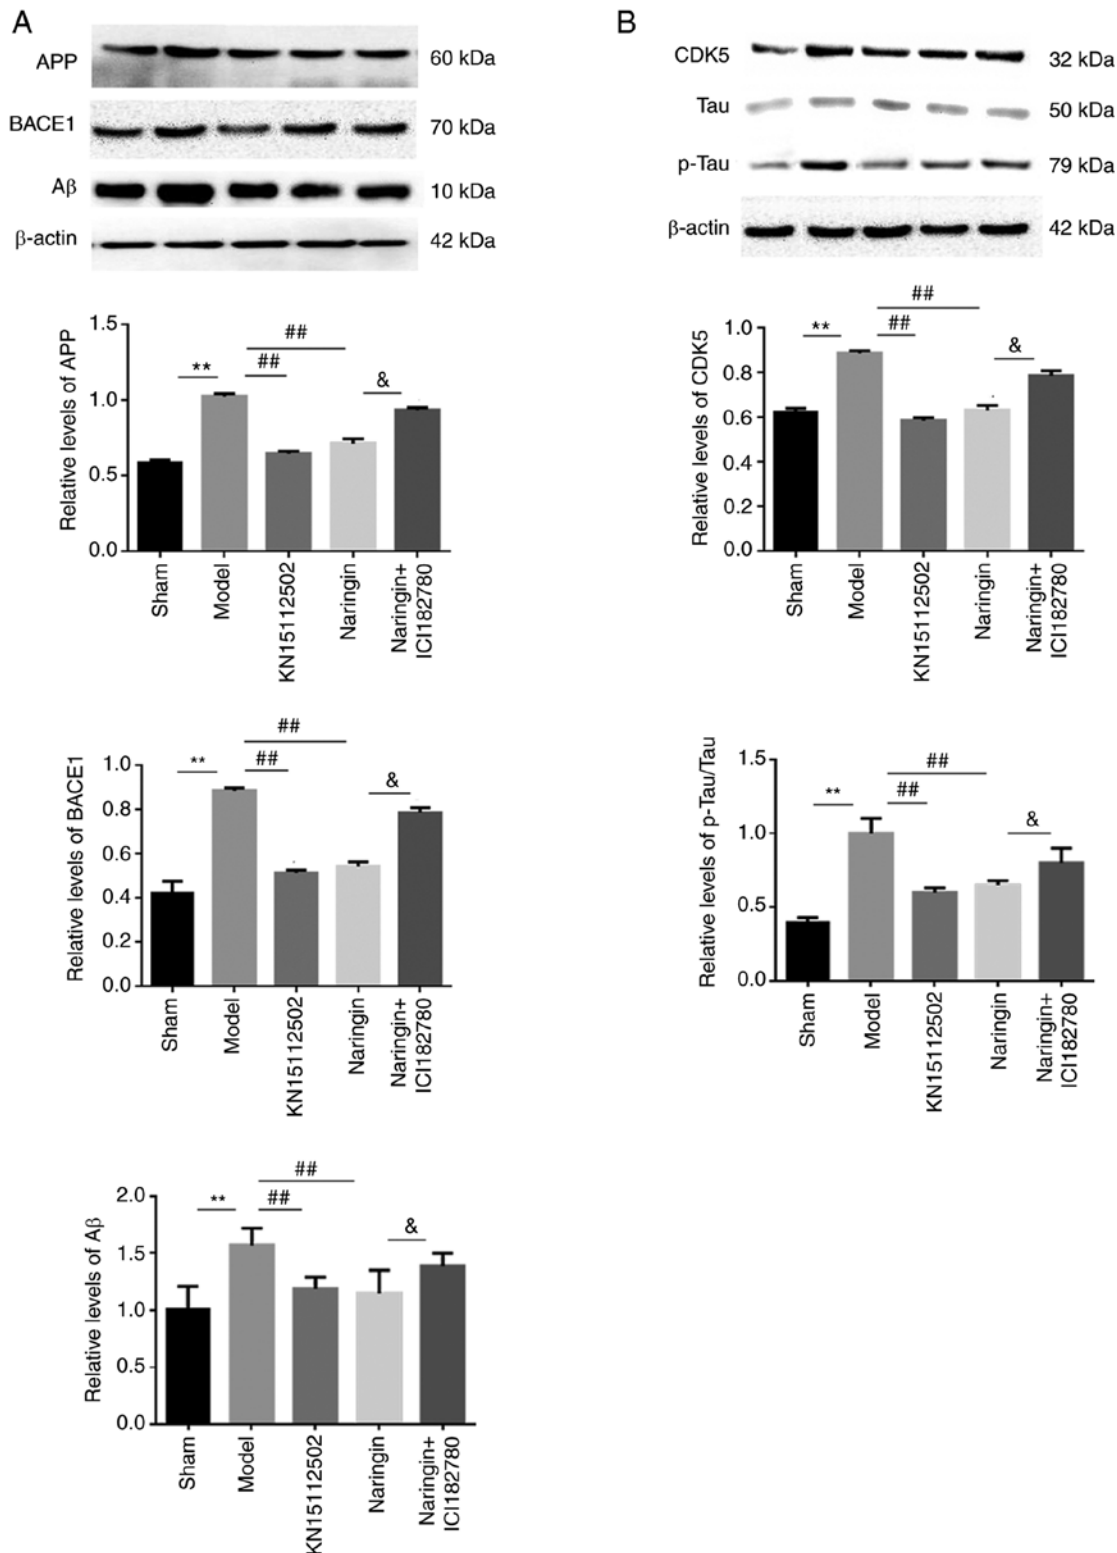 A
APP
60 kDa
BACE1
70 kDa
Aβ
10 kDa
β-actin
42 kDa
Relative levels of APP
1.5
1.0
0.5
0.0
**
##
##
&
Sham
Model
KN15112502
Naringin
Naringin+
ICI182780
Relative levels of BACE1
1.0
0.8
0.6
0.4
0.2
0.0
**
##
##
&
Sham
Model
KN15112502
Naringin
Naringin+
ICI182780
Relative levels of Aβ
2.0
1.5
1.0
0.5
0.0
**
##
##
&
Sham
Model
KN15112502
Naringin
Naringin+
ICI182780
B
CDK5
32 kDa
Tau
50 kDa
p-Tau
79 kDa
β-actin
42 kDa
Relative levels of CDK5
1.0
0.8
0.6
0.4
0.2
0.0
**
##
##
&
Sham
Model
KN15112502
Naringin
Naringin+
ICI182780
Relative levels of p-Tau/Tau
1.5
1.0
0.5
0.0
**
##
##
&
Sham
Model
KN15112502
Naringin
Naringin+
ICI182780